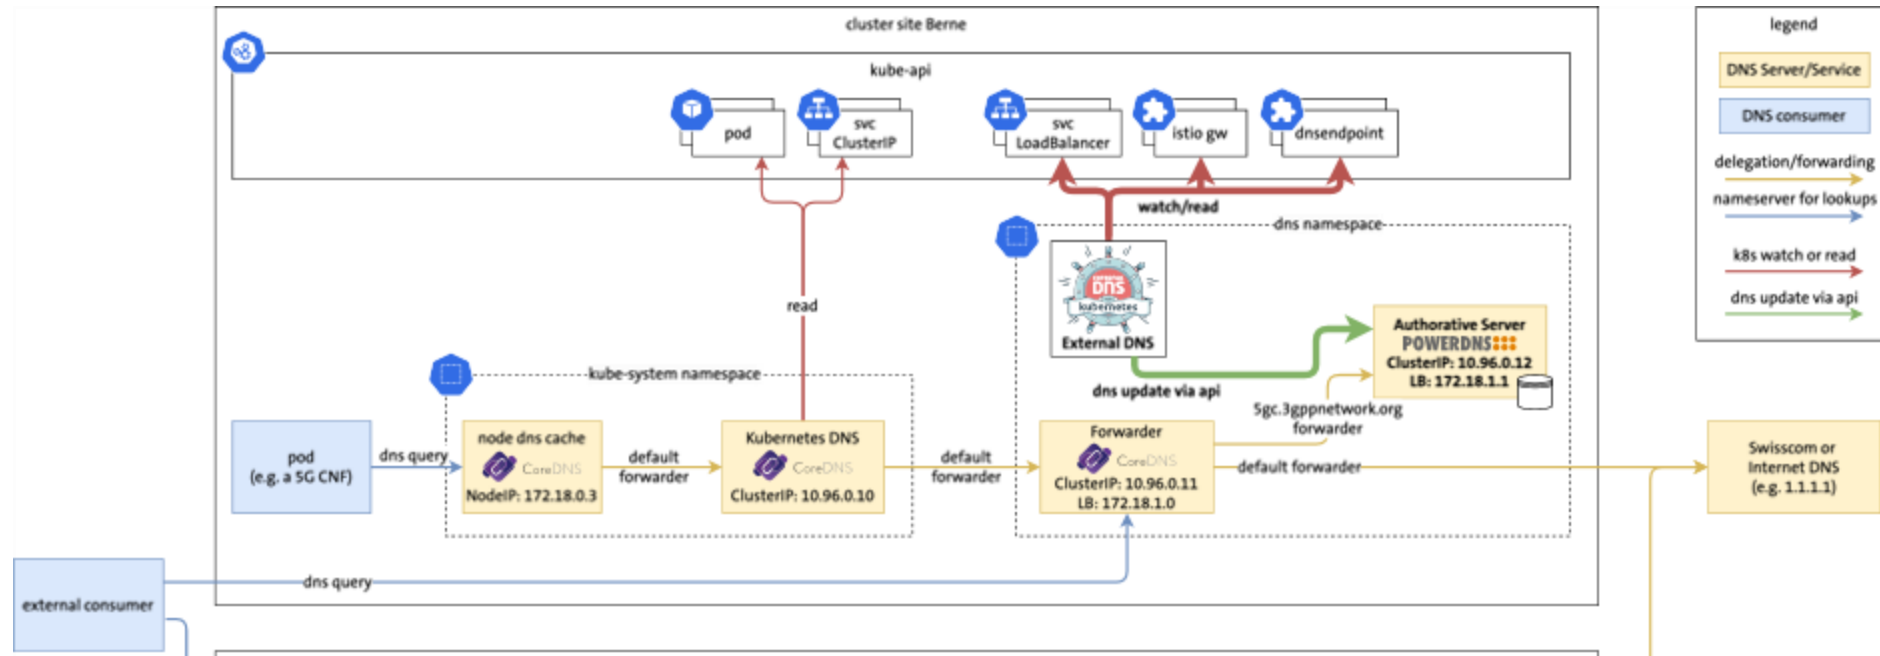 cluster site Berne
kube-api
pod
svc
ClusterIP
svc
LoadBalancer
istio gw
dnsendpoint
watch/read
dns namespace
read
DNS
kubernetes
External DNS
Authorative Server
POWERDNS
ClusterIP: 10.96.0.12
LB: 172.18.1.1
dns update via api
5gc.3gppnetwork.org
forwarder
kube-system namespace
pod
(e.g. a 5G CNF)
dns query
node dns cache
CoreDNS
NodeIP: 172.18.0.3
default
forwarder
Kubernetes DNS
CoreDNS
ClusterIP: 10.96.0.10
default
forwarder
Forwarder
CoreDNS
ClusterIP: 10.96.0.11
LB: 172.18.1.0
default forwarder
Swisscom or
Internet DNS
(e.g. 1.1.1.1)
external consumer
dns query
legend
DNS Server/Service
DNS consumer
delegation/forwarding
nameserver for lookups
k8s watch or read
dns update via api